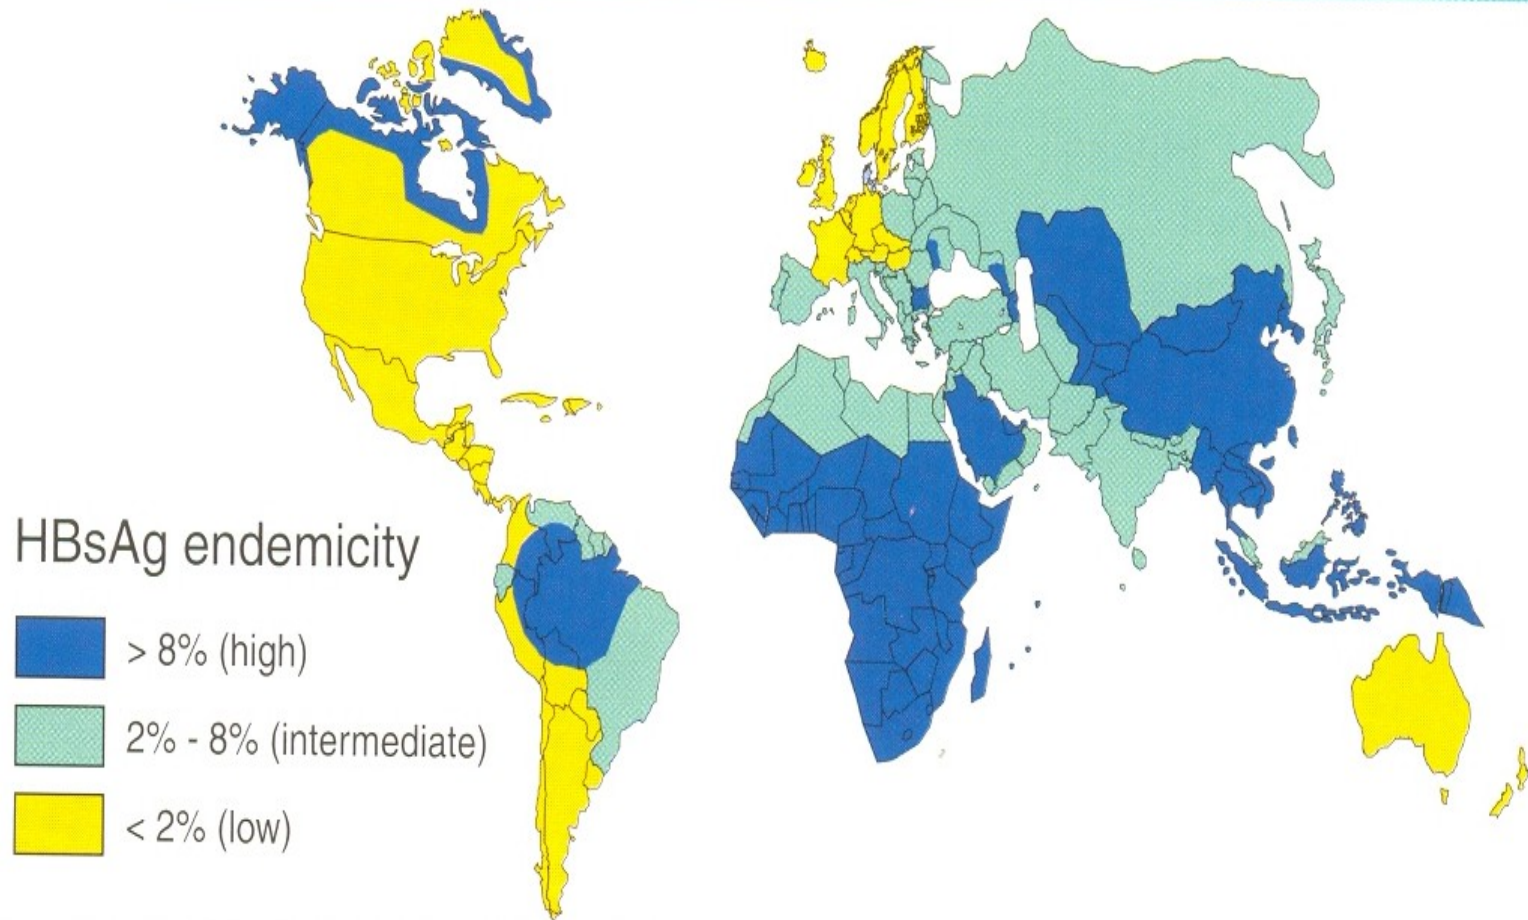 HBsAg endemicity
> 8% (high)
2% - 8% (intermediate)
< 2% (low)